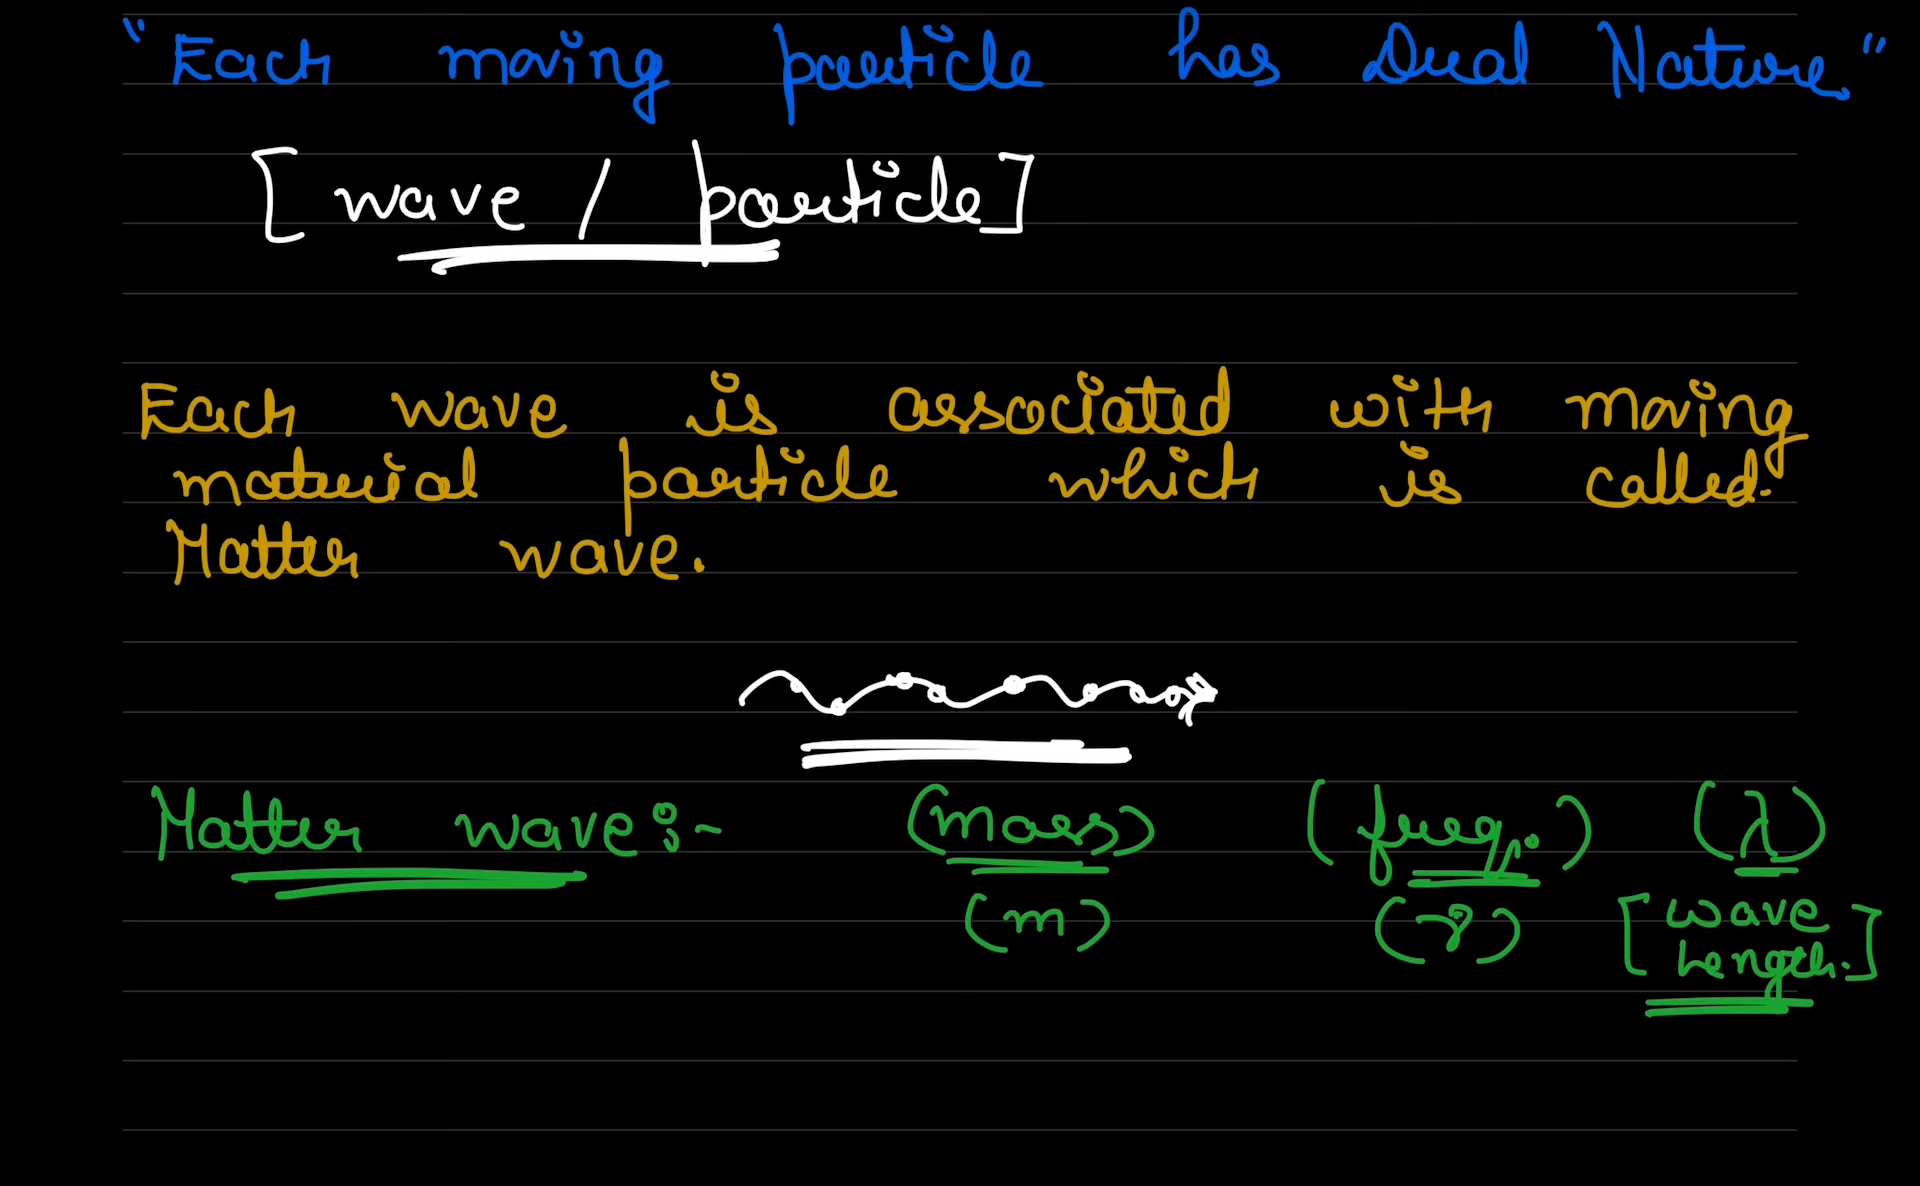 "Each moving particle has Dual Nature."
[wave / particle]
Each wave is associated with moving
material particle which is called.
Matter wave.
Matter wave:- (mass) (freq.) (λ)
(m) (ν) [wave
Length.]